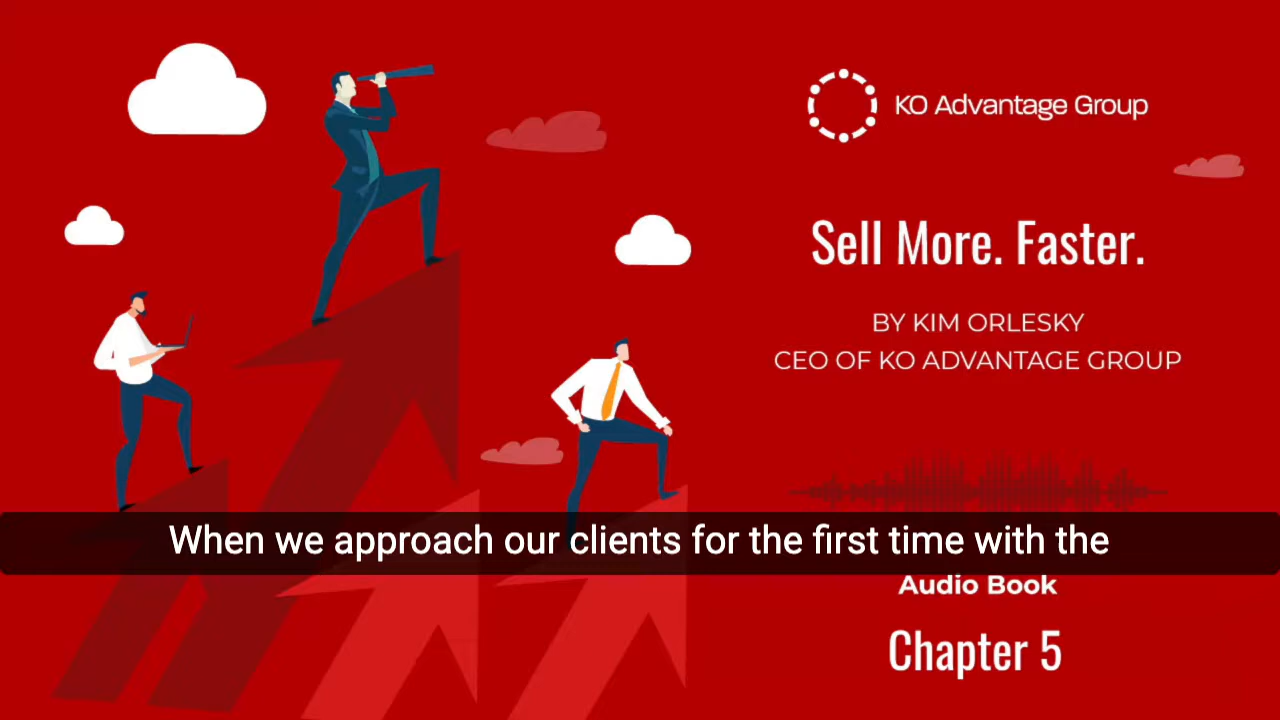 KO Advantage Group
Sell More. Faster.
BY KIM ORLESKY
CEO OF KO ADVANTAGE GROUP
When we approach our clients for the first time with the
Audio Book
Chapter 5